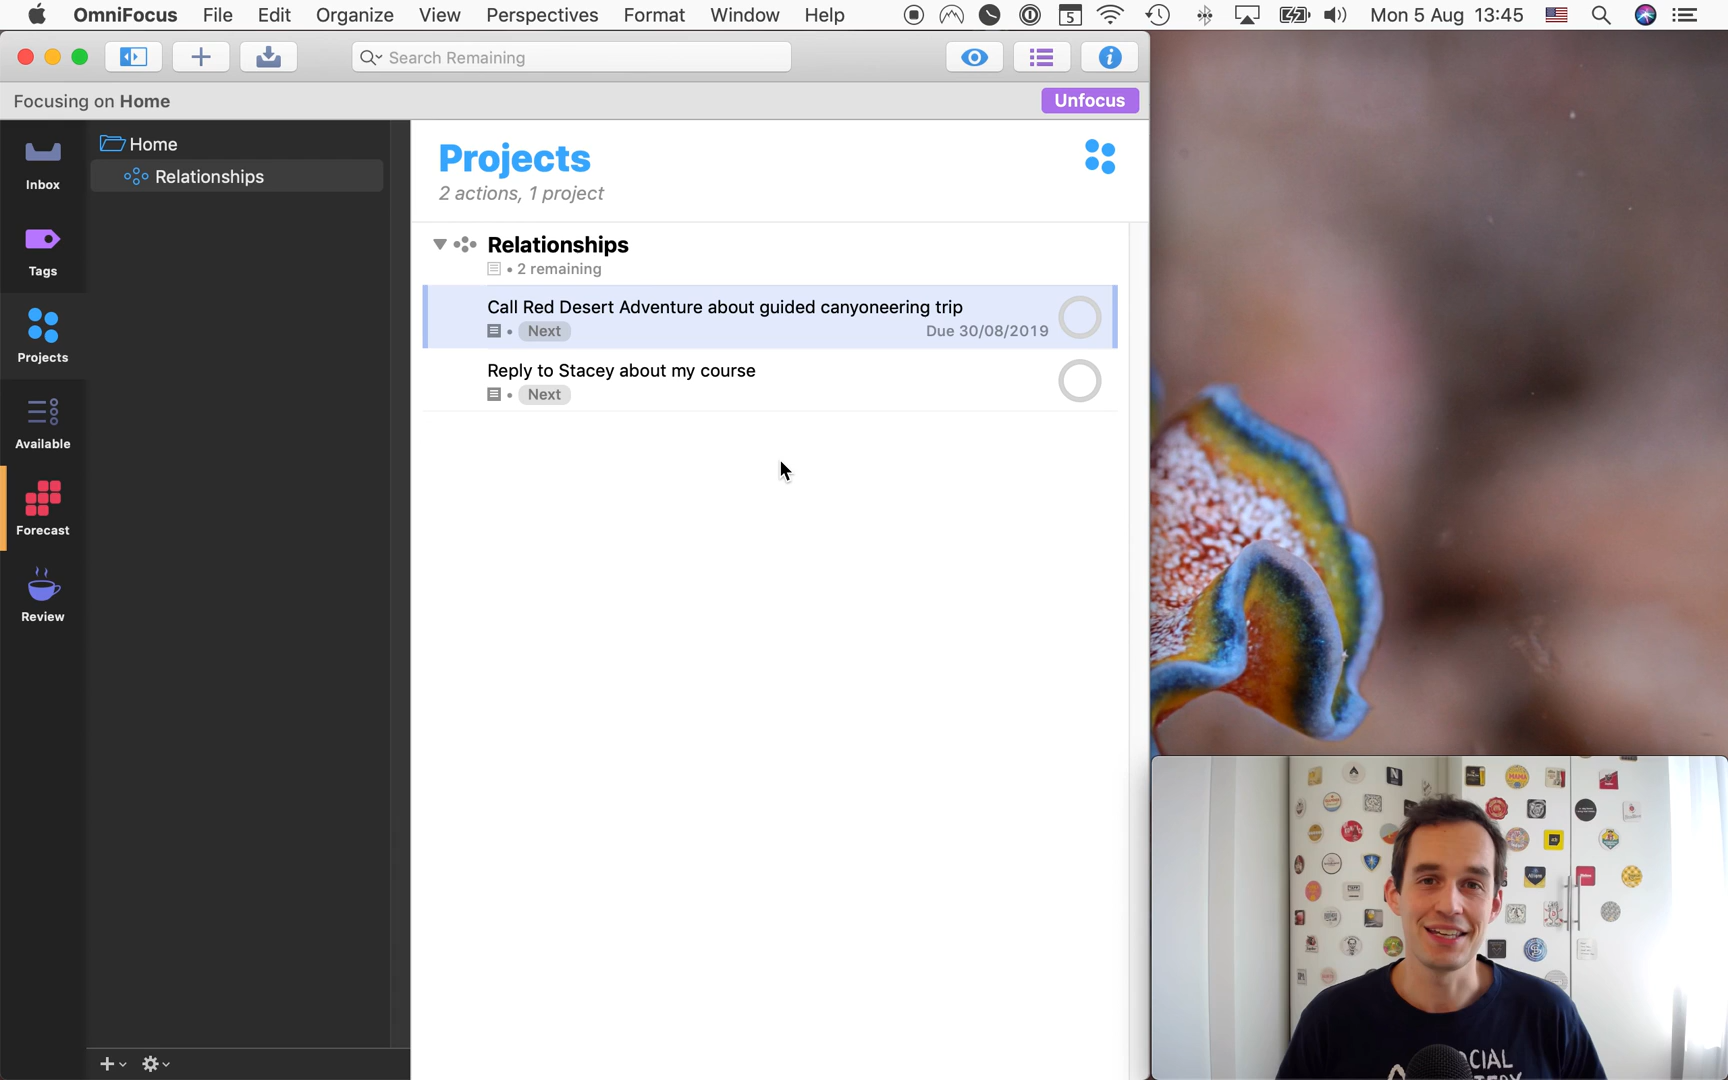 OmniFocus File Edit Organize View Perspectives Format Window Help 5 Mon 5 Aug 13:45
Search Remaining
Focusing on Home
Unfocus
Inbox
Tags
Projects
Available
Forecast
Review
Home
Relationships
Projects
2 actions, 1 project
Relationships
• 2 remaining
Call Red Desert Adventure about guided canyoneering trip
• Next
Due 30/08/2019
Reply to Stacey about my course
• Next
CIAL